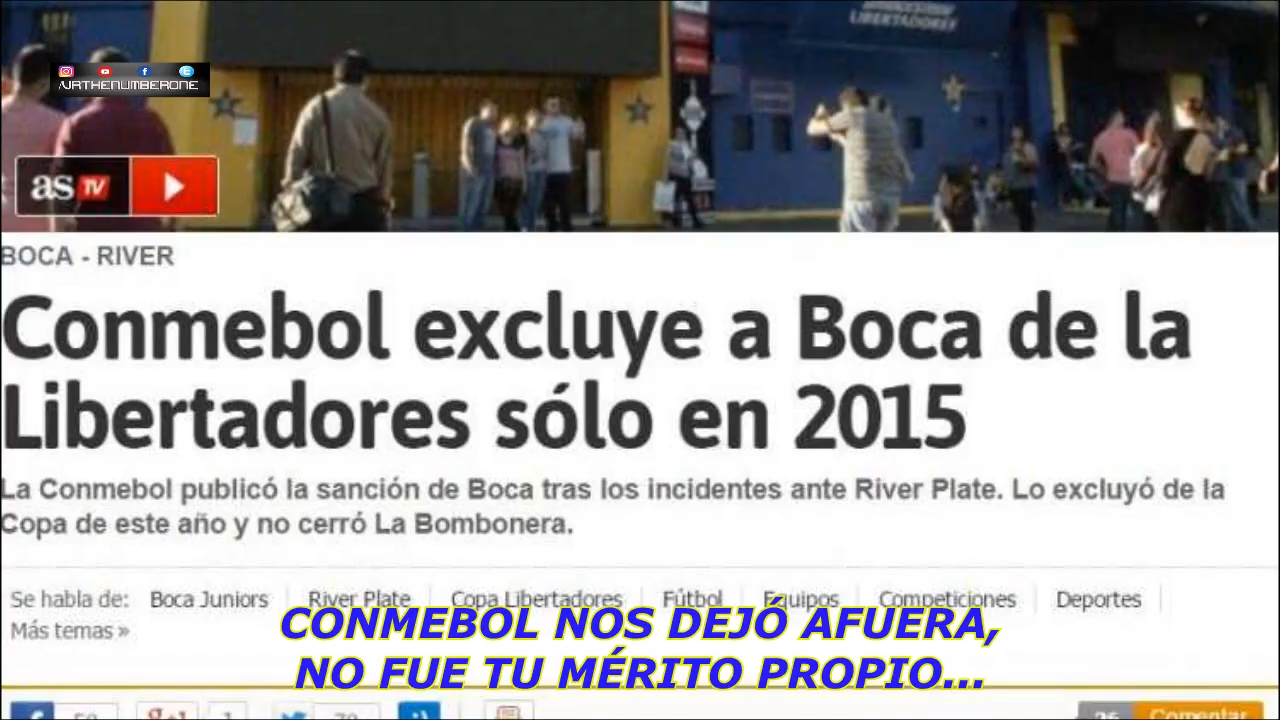 LIBERTADORES
/URTHENUMBERONE
as TV
BOCA - RIVER
Conmebol excluye a Boca de la
Libertadores sólo en 2015
La Conmebol publicó la sanción de Boca tras los incidentes ante River Plate. Lo excluyó de la
Copa de este año y no cerró La Bombonera.
Se habla de: Boca Juniors River Plate Copa Libertadores Fútbol Equipos Competiciones Deportes
Más temas »
CONMEBOL NOS DEJÓ AFUERA,
NO FUE TU MÉRITO PROPIO...
as Comentar